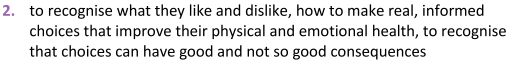 2. to recognise what they like and dislike, how to make real, informed
choices that improve their physical and emotional health, to recognise
that choices can have good and not so good consequences